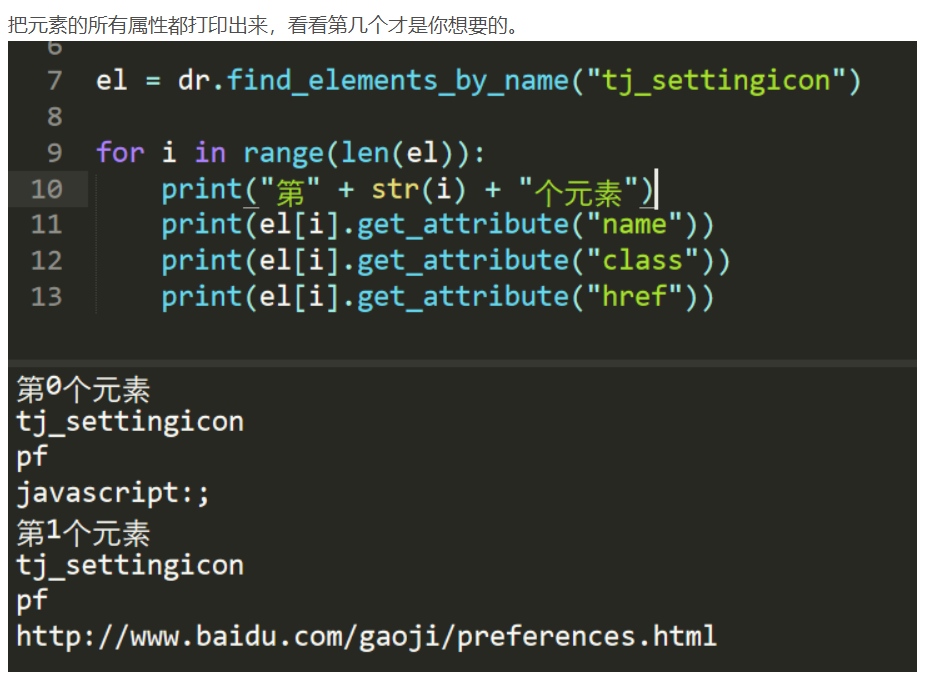 把元素的所有属性都打印出来，看看第几个才是你想要的。
6
7 el = dr.find_elements_by_name("tj_settingicon")
8
9 for i in range(len(el)):
10     print("第" + str(i) + "个元素")
11     print(el[i].get_attribute("name"))
12     print(el[i].get_attribute("class"))
13     print(el[i].get_attribute("href"))
第0个元素
tj_settingicon
pf
javascript:;
第1个元素
tj_settingicon
pf
http://www.baidu.com/gaoji/preferences.html